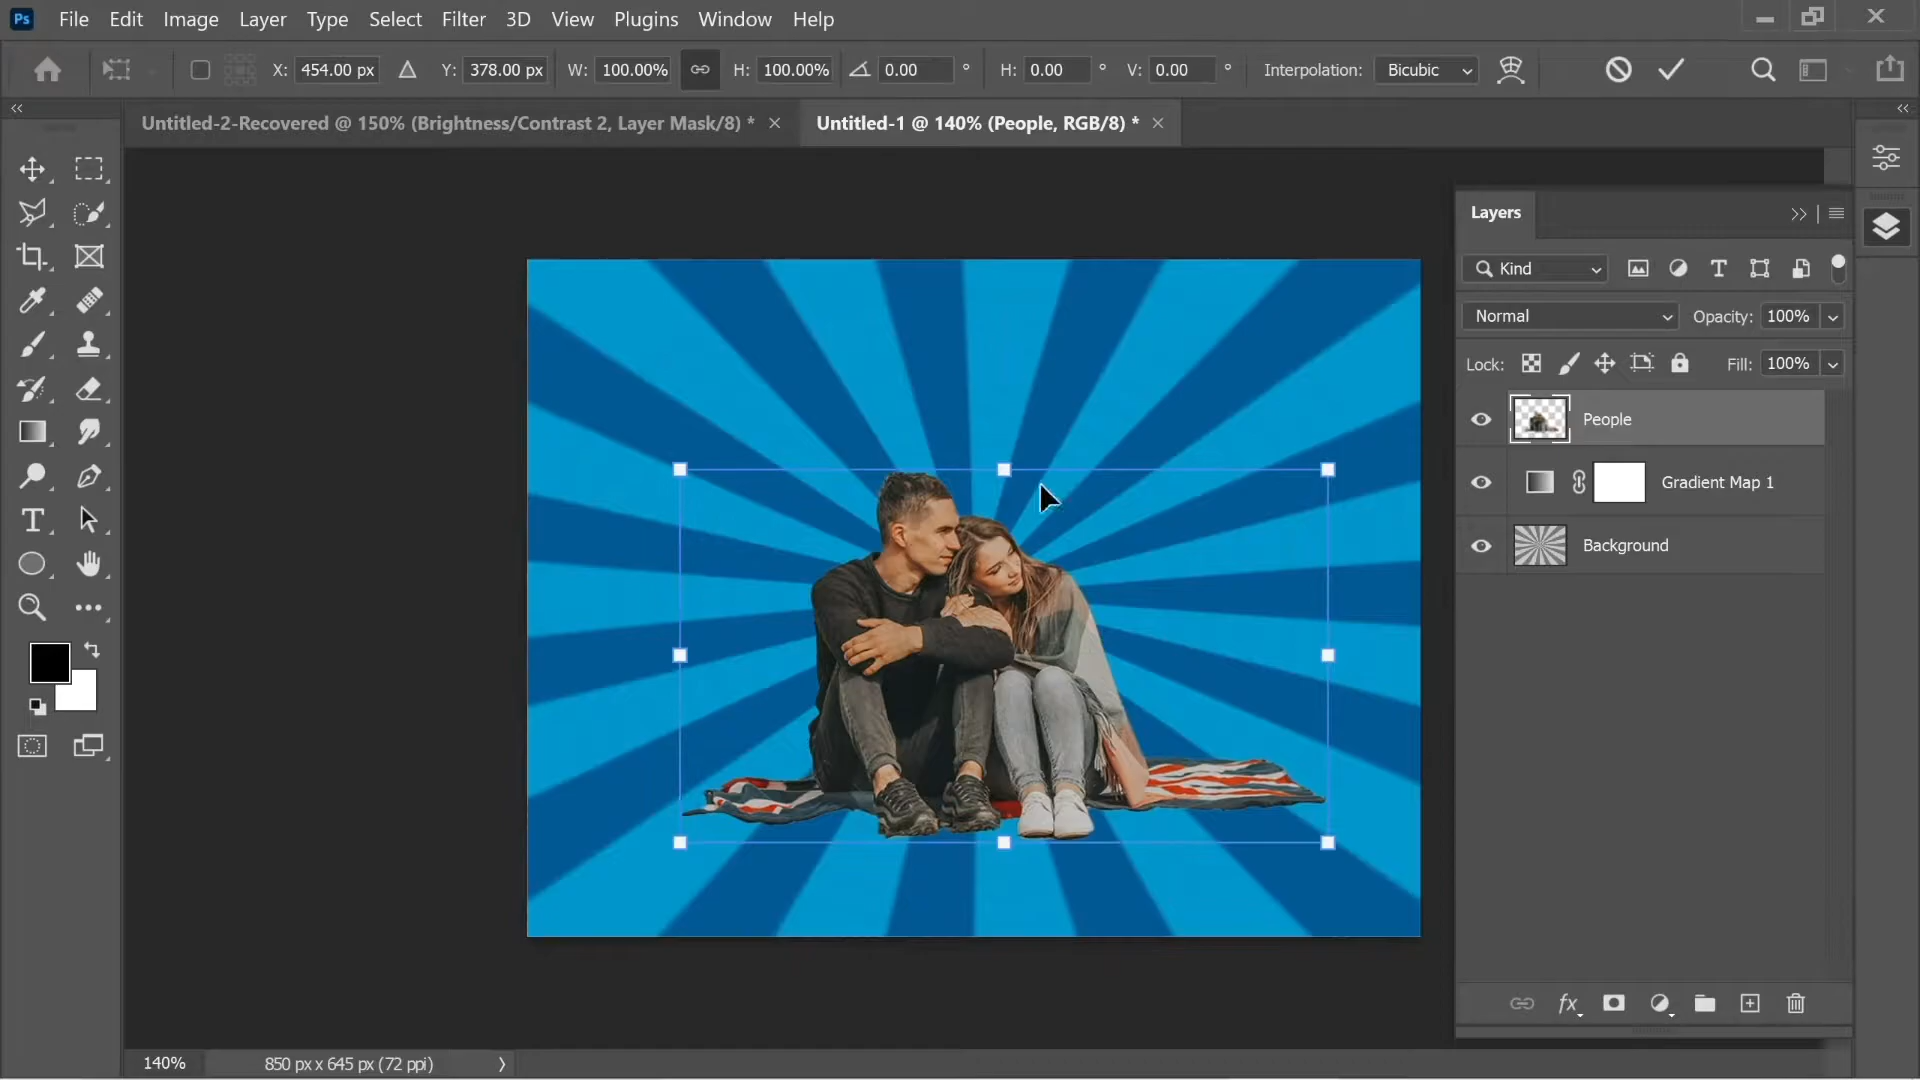 Ps File Edit Image Layer Type Select Filter 3D View Plugins Window Help
X: 454.00 px Y: 378.00 px W: 100.00% H: 100.00% 0.00 ° H: 0.00 ° V: 0.00 ° Interpolation: Bicubic
Untitled-2-Recovered @ 150% (Brightness/Contrast 2, Layer Mask/8) * Untitled-1 @ 140% (People, RGB/8) *
Layers
Kind
Normal Opacity: 100%
Lock: Fill: 100%
People
Gradient Map 1
Background
fx
140% 850 px x 645 px (72 ppi)